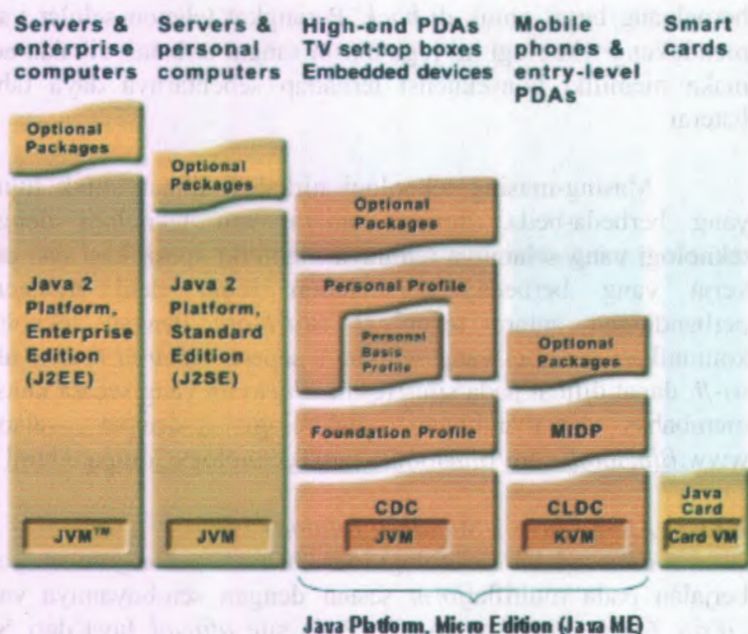 Servers &
enterprise
computers
Servers &
personal
computers
High-end PDAs
TV set-top boxes
Embedded devices
Mobile
phones &
entry-level
PDAs
Smart
cards
Optional
Packages
Java 2
Platform,
Enterprise
Edition
(J2EE)
JVM™
Optional
Packages
Java 2
Platform,
Standard
Edition
(J2SE)
JVM
Optional
Packages
Personal Profile
Personal
Basis
Profile
Foundation Profile
CDC
JVM
Optional
Packages
MIDP
CLDC
KVM
Java
Card
Card VM
Java Platform, Micro Edition (Java ME)